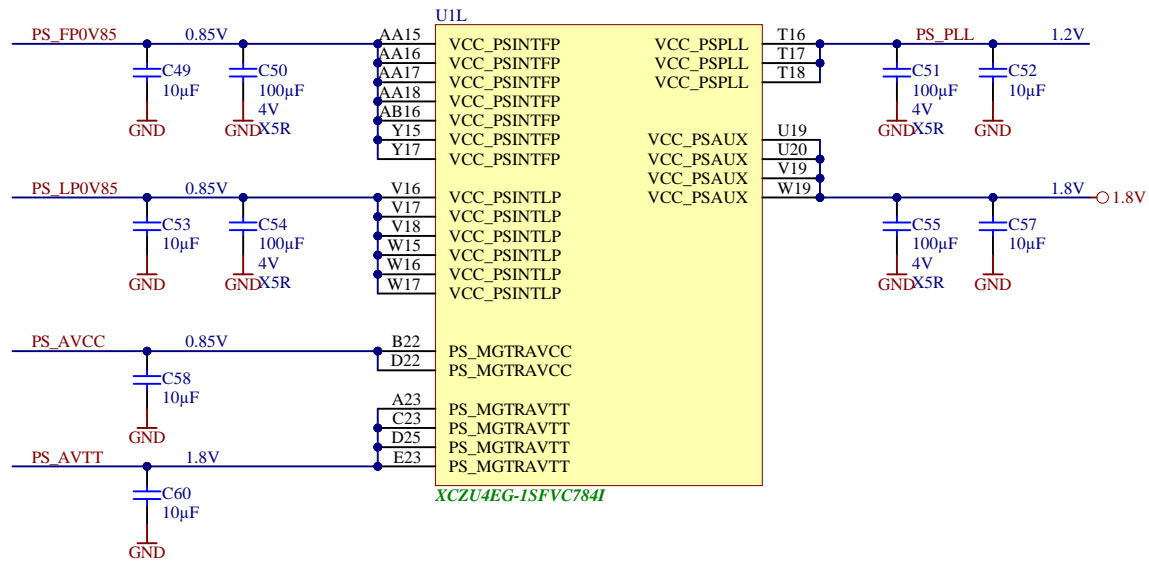 U1L
PS_FP0V85 0.85V AA15 VCC_PSINTFP VCC_PSPLL T16 PS_PLL 1.2V
AA16 VCC_PSINTFP VCC_PSPLL T17
C49 C50 AA17 VCC_PSINTFP VCC_PSPLL T18 C51 C52
10µF 100µF AA18 VCC_PSINTFP 100µF 10µF
4V AB16 VCC_PSINTFP 4V
GND GND X5R Y15 VCC_PSINTFP VCC_PSAUX U19 GND X5R GND
Y17 VCC_PSINTFP VCC_PSAUX U20
VCC_PSAUX V19
PS_LP0V85 0.85V V16 VCC_PSINTLP VCC_PSAUX W19 1.8V 1.8V
V17 VCC_PSINTLP
C53 C54 V18 VCC_PSINTLP C55 C57
10µF 100µF W15 VCC_PSINTLP 100µF 10µF
4V W16 VCC_PSINTLP 4V
GND GND X5R W17 VCC_PSINTLP GND X5R GND
PS_AVCC 0.85V B22 PS_MGTRAVCC
D22 PS_MGTRAVCC
C58
10µF A23 PS_MGTRAVTT
C23 PS_MGTRAVTT
GND D25 PS_MGTRAVTT
PS_AVTT 1.8V E23 PS_MGTRAVTT
C60 XCZU4EG-1SFVC784I
10µF
GND